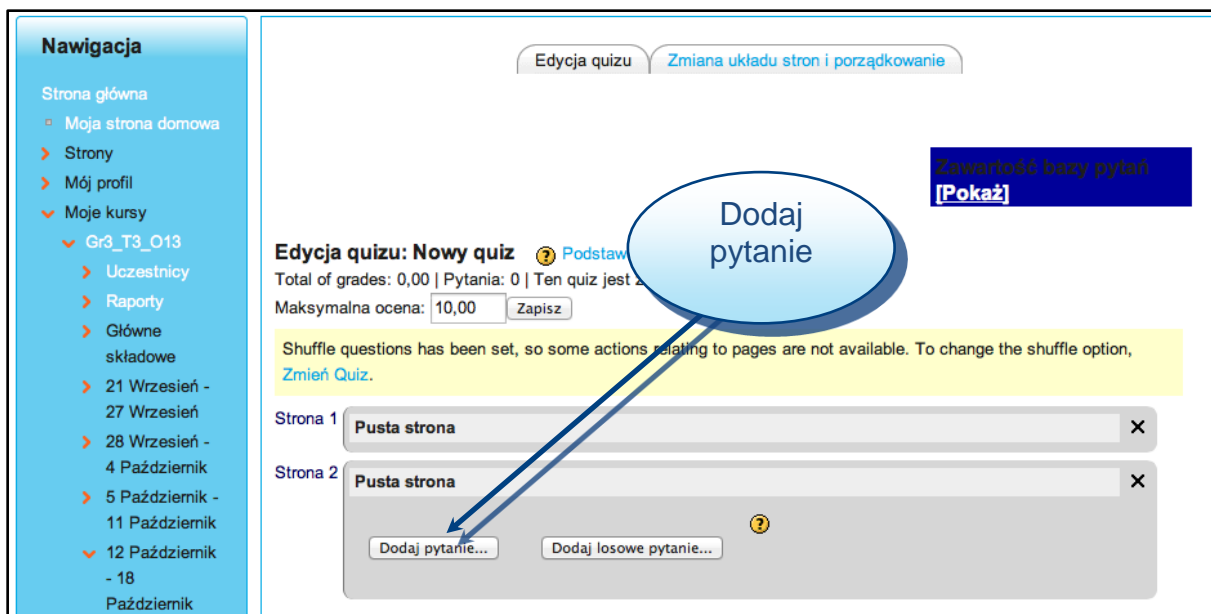 Nawigacja
Strona główna
Moja strona domowa
Strony
Mój profil
Moje kursy
Gr3_T3_O13
Uczestnicy
Raporty
Główne
składowe
21 Wrzesień -
27 Wrzesień
28 Wrzesień -
4 Październik
5 Październik -
11 Październik
12 Październik
- 18
Październik
Edycja quizu
Zmiana układu stron i porządkowanie
Zawartość bazy pytań
[Pokaż]
Dodaj
pytanie
Edycja quizu: Nowy quiz Podstaw
Total of grades: 0,00 | Pytania: 0 | Ten quiz jest
Maksymalna ocena: 10,00 Zapisz
Shuffle questions has been set, so some actions relating to pages are not available. To change the shuffle option,
Zmień Quiz.
Strona 1 Pusta strona
Strona 2 Pusta strona
Dodaj pytanie... Dodaj losowe pytanie...